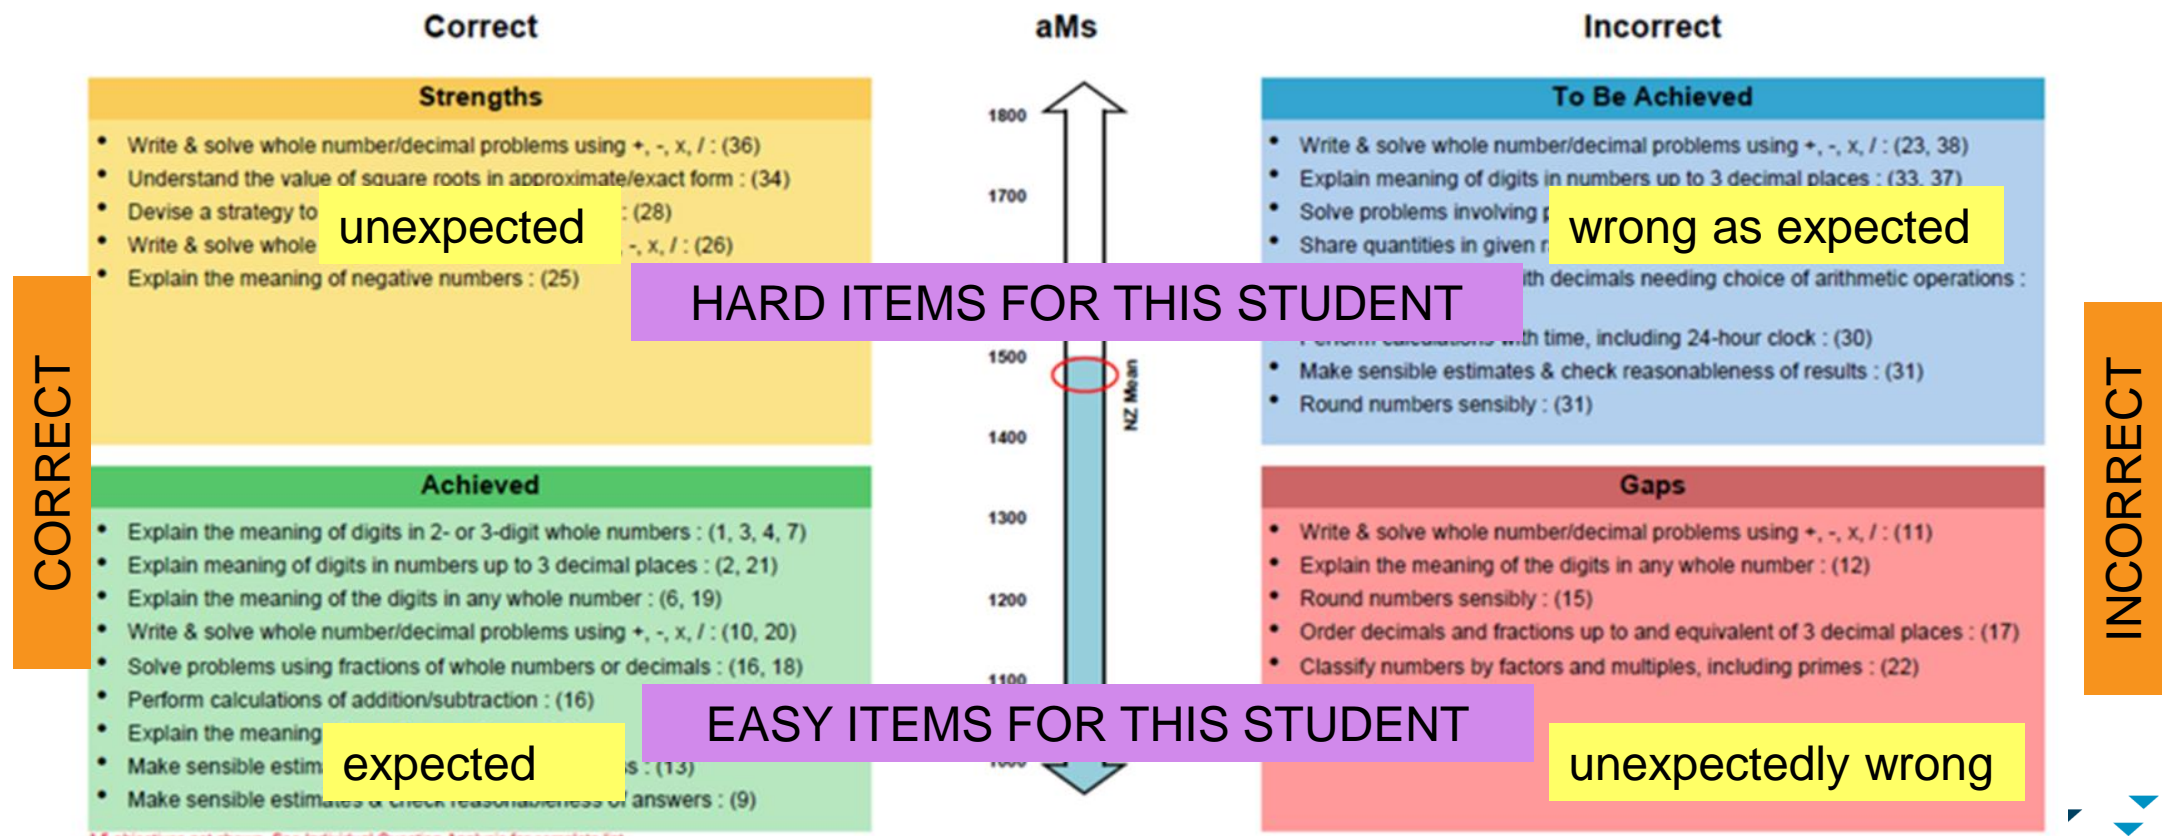 Correct
aMs
Incorrect
Strengths
• Write & solve whole number/decimal problems using +, -, x, / : (36)
• Understand the value of square roots in approximate/exact form : (34)
• Devise a strategy to : (28)
• Write & solve whole -, x, / : (26)
• Explain the meaning of negative numbers : (25)
unexpected
1800
1700
To Be Achieved
• Write & solve whole number/decimal problems using +, -, x, / : (23, 38)
• Explain meaning of digits in numbers up to 3 decimal places : (33, 37)
• Solve problems involving
• Share quantities in given
decimals needing choice of arithmetic operations :
time, including 24-hour clock : (30)
• Make sensible estimates & check reasonableness of results : (31)
• Round numbers sensibly : (31)
wrong as expected
HARD ITEMS FOR THIS STUDENT
CORRECT
INCORRECT
1500
NZ Mean
1400
1300
1200
1100
Achieved
• Explain the meaning of digits in 2- or 3-digit whole numbers : (1, 3, 4, 7)
• Explain meaning of digits in numbers up to 3 decimal places : (2, 21)
• Explain the meaning of the digits in any whole number : (6, 19)
• Write & solve whole number/decimal problems using +, -, x, / : (10, 20)
• Solve problems using fractions of whole numbers or decimals : (16, 18)
• Perform calculations of addition/subtraction : (16)
• Explain the meaning
• Make sensible : (13)
• Make sensible estimates & check reasonableness of answers : (9)
expected
Gaps
• Write & solve whole number/decimal problems using +, -, x, / : (11)
• Explain the meaning of the digits in any whole number : (12)
• Round numbers sensibly : (15)
• Order decimals and fractions up to and equivalent of 3 decimal places : (17)
• Classify numbers by factors and multiples, including primes : (22)
EASY ITEMS FOR THIS STUDENT
unexpectedly wrong